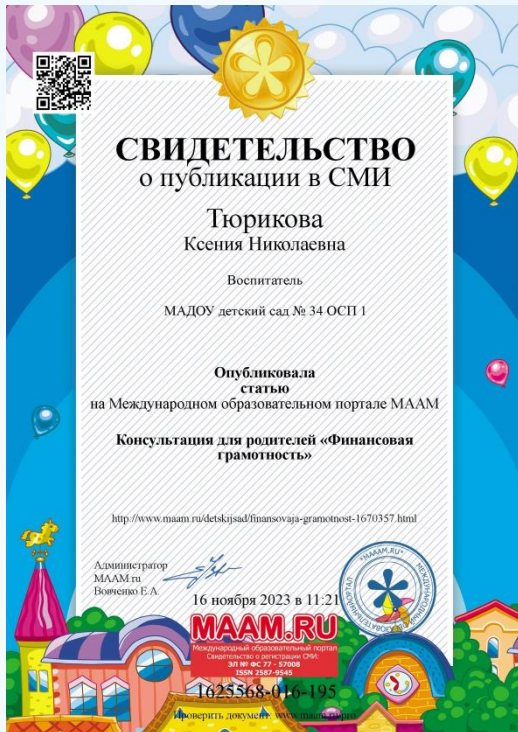 СВИДЕТЕЛЬСТВО
о публикации в СМИ
Тюрикова
Ксения Николаевна
Воспитатель
МАДОУ детский сад № 34 ОСП 1
Опубликовала
статью
на Международном образовательном портале МААМ
Консультация для родителей «Финансовая
грамотность»
http://www.maam.ru/detskijsad/finansovaja-gramotnost-1670357.html
Администратор
MAAM.ru
Вовченко Е.А.
16 ноября 2023 в 11:21
MAAM.RU
Международный образовательный портал
Свидетельство о регистрации СМИ:
ЭЛ № ФС 77 - 57008
ISSN 2587-9545
1625568-016-195
Проверить документ: www.maam.ru/pro